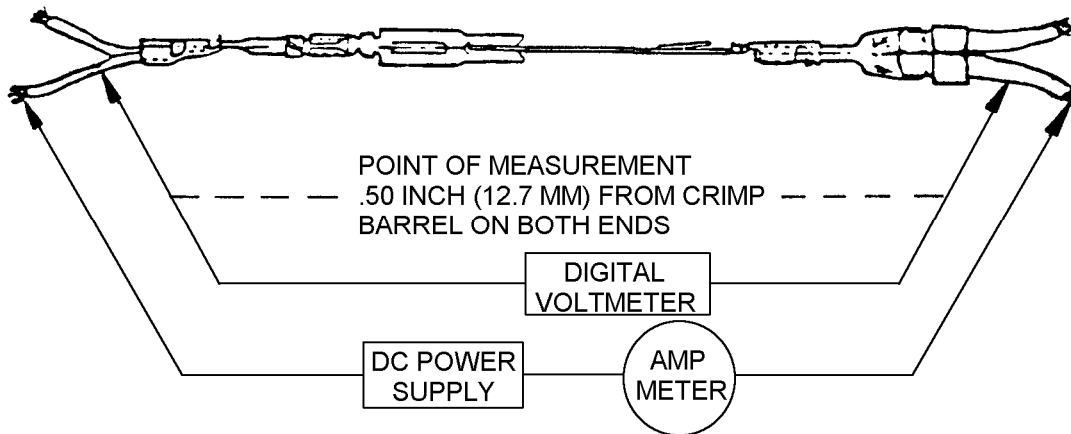 POINT OF MEASUREMENT
.50 INCH (12.7 MM) FROM CRIMP
BARREL ON BOTH ENDS
DIGITAL
VOLTMETER
DC POWER
SUPPLY
AMP
METER